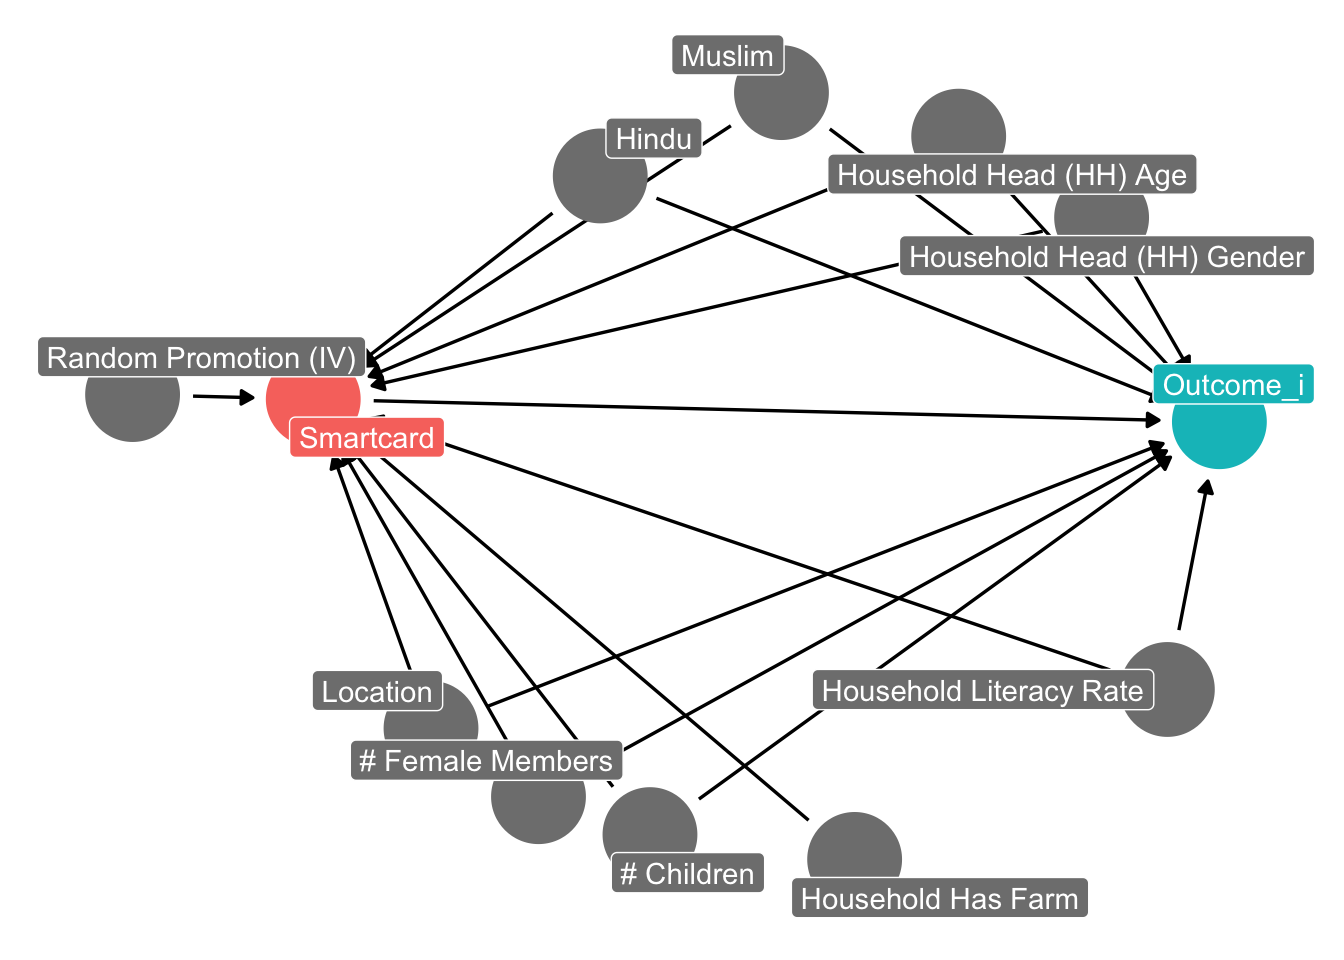 Muslim
Hindu
Household Head (HH) Age
Household Head (HH) Gender
Random Promotion (IV)
Outcome_i
Smartcard
Location
Household Literacy Rate
# Female Members
# Children
Household Has Farm